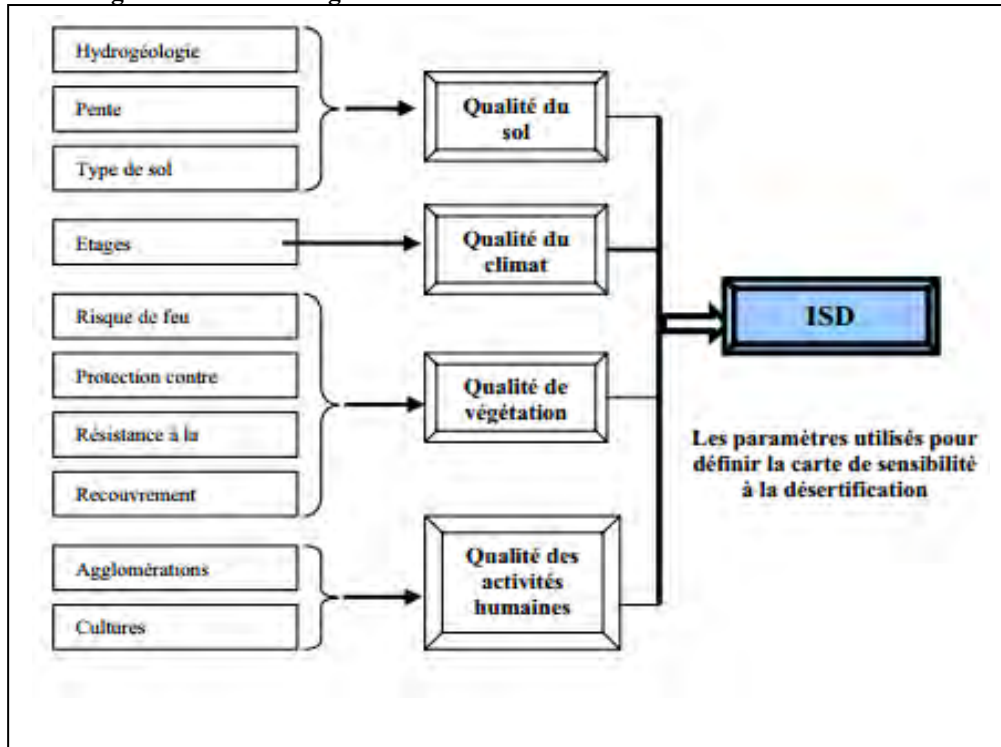 Hydrogéologie
Pente
Type de sol
Qualité du
sol
Etages
Qualité du
climat
Risque de feu
Protection contre
Résistance à la
Recouvrement
Qualité de
végétation
Agglomérations
Cultures
Qualité des
activités
humaines
ISD
Les paramètres utilisés pour
définir la carte de sensibilité
à la désertification